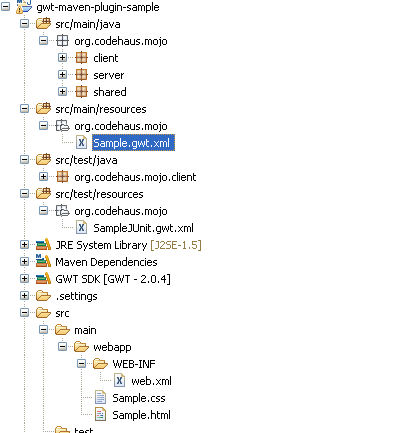 gwt-maven-plugin-sample
src/main/java
org.codehaus.mojo
client
server
shared
src/main/resources
org.codehaus.mojo
Sample.gwt.xml
src/test/java
org.codehaus.mojo.client
src/test/resources
org.codehaus.mojo
SampleJUnit.gwt.xml
JRE System Library [J2SE-1.5]
Maven Dependencies
GWT SDK [GWT - 2.0.4]
.settings
src
main
webapp
WEB-INF
web.xml
Sample.css
Sample.html
test